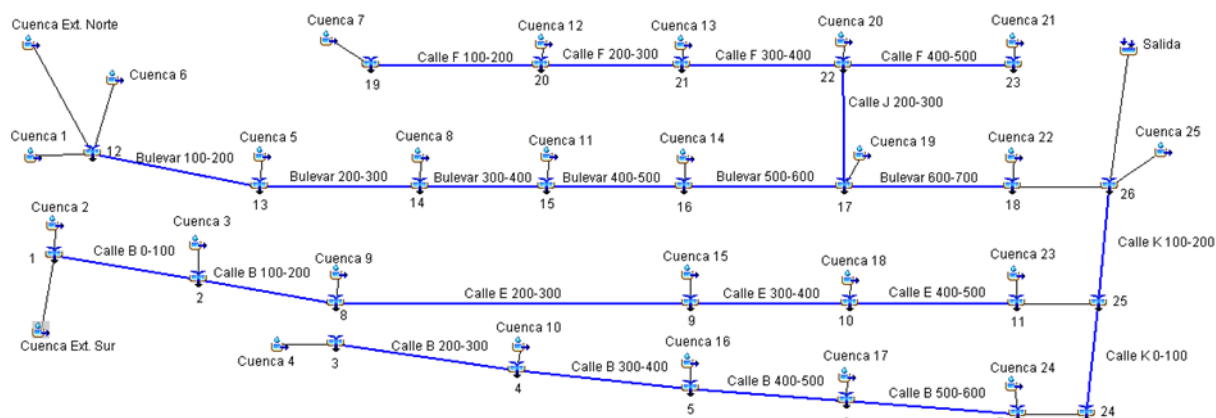 Cuenca 7
Cuenca 12
Cuenca 13
Cuenca 20
Cuenca 21
Cuenca Ext. Norte
Salida
Calle F 100-200
Calle F 200-300
Calle F 300-400
Calle F 400-500
19
20
21
22
23
Cuenca 6
Calle J 200-300
Cuenca 1
12
Cuenca 5
Cuenca 8
Cuenca 11
Cuenca 14
Cuenca 19
Cuenca 22
Cuenca 25
Bulevar 100-200
Bulevar 200-300
Bulevar 300-400
Bulevar 400-500
Bulevar 500-600
Bulevar 600-700
13
14
15
16
17
18
26
Cuenca 2
Cuenca 3
1
Calle B 0-100
Calle K 100-200
Cuenca 9
Cuenca 15
Cuenca 18
Cuenca 23
Calle B 100-200
2
Calle E 200-300
Calle E 300-400
Calle E 400-500
8
9
10
11
25
Cuenca Ext. Sur
Cuenca 4
3
Cuenca 10
Cuenca 16
Cuenca 17
Cuenca 24
Calle K 0-100
Calle B 200-300
Calle B 300-400
Calle B 400-500
Calle B 500-600
4
5
24